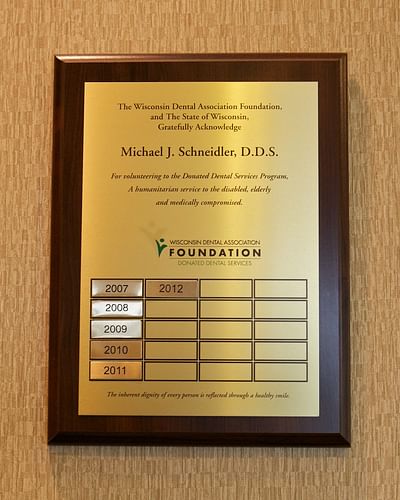 The Wisconsin Dental Association Foundation,
and The State of Wisconsin,
Gratefully Acknowledge
Michael J. Schneidler, D.D.S.
For volunteering to the Donated Dental Services Program,
A humanitarian service to the disabled, elderly
and medically compromised.
WISCONSIN DENTAL ASSOCIATION
FOUNDATION
DONATED DENTAL SERVICES
2007 2012
2008
2009
2010
2011
The inherent dignity of every person is reflected through a healthy smile.